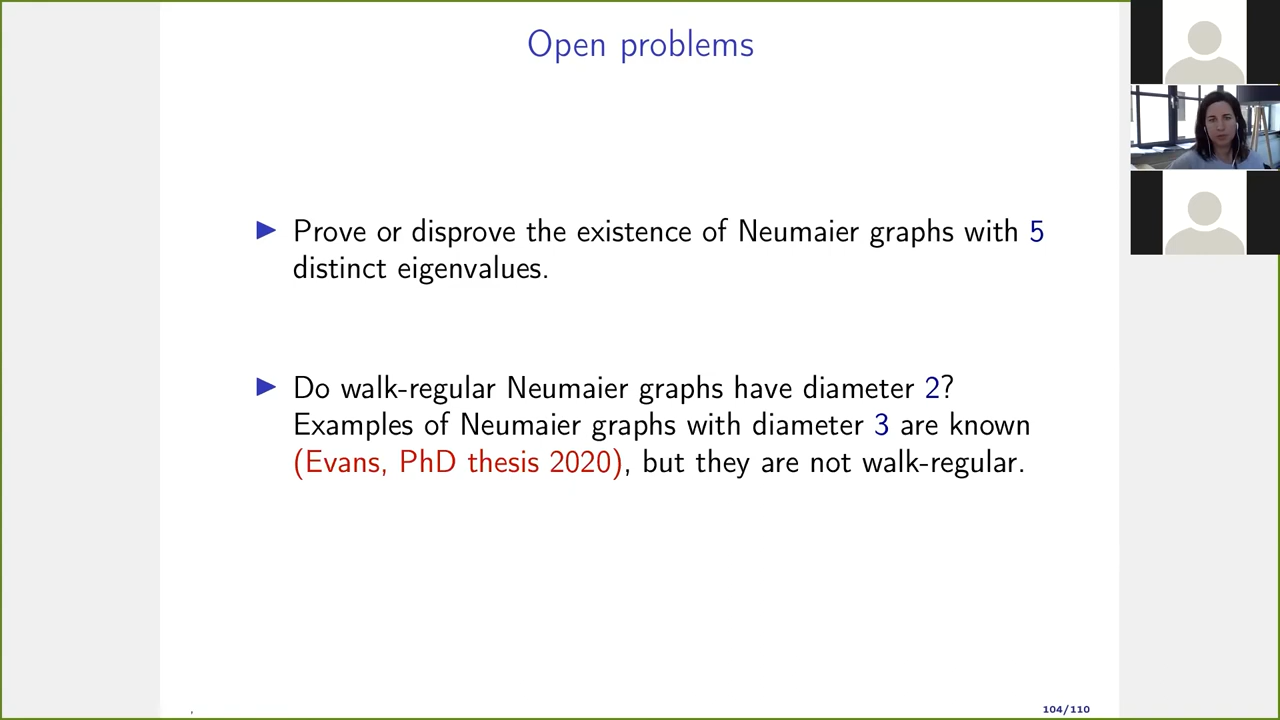 Open problems
▶ Prove or disprove the existence of Neumaier graphs with 5
distinct eigenvalues.
▶ Do walk-regular Neumaier graphs have diameter 2?
Examples of Neumaier graphs with diameter 3 are known
(Evans, PhD thesis 2020), but they are not walk-regular.
,
104/110